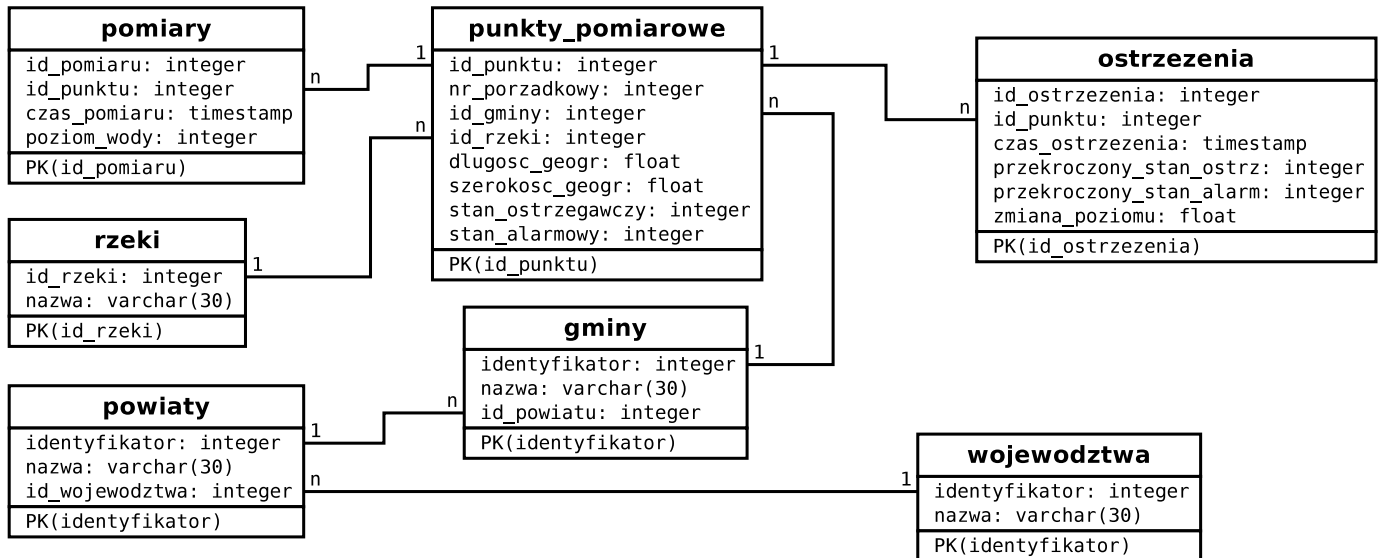 pomiary
id_pomiaru: integer
id_punktu: integer
czas_pomiaru: timestamp
poziom_wody: integer
PK(id_pomiaru)
n
1
punkty_pomiarowe
id_punktu: integer
nr_porzadkowy: integer
id_gminy: integer
id_rzeki: integer
dlugosc_geogr: float
szerokosc_geogr: float
stan_ostrzegawczy: integer
stan_alarmowy: integer
PK(id_punktu)
1
n
n
n
ostrzezenia
id_ostrzezenia: integer
id_punktu: integer
czas_ostrzezenia: timestamp
przekroczony_stan_ostrz: integer
przekroczony_stan_alarm: integer
zmiana_poziomu: float
PK(id_ostrzezenia)
rzeki
id_rzeki: integer
nazwa: varchar(30)
PK(id_rzeki)
1
gminy
identyfikator: integer
nazwa: varchar(30)
id_powiatu: integer
PK(identyfikator)
1
n
powiaty
identyfikator: integer
nazwa: varchar(30)
id_wojewodztwa: integer
PK(identyfikator)
1
n
1
wojewodztwa
identyfikator: integer
nazwa: varchar(30)
PK(identyfikator)